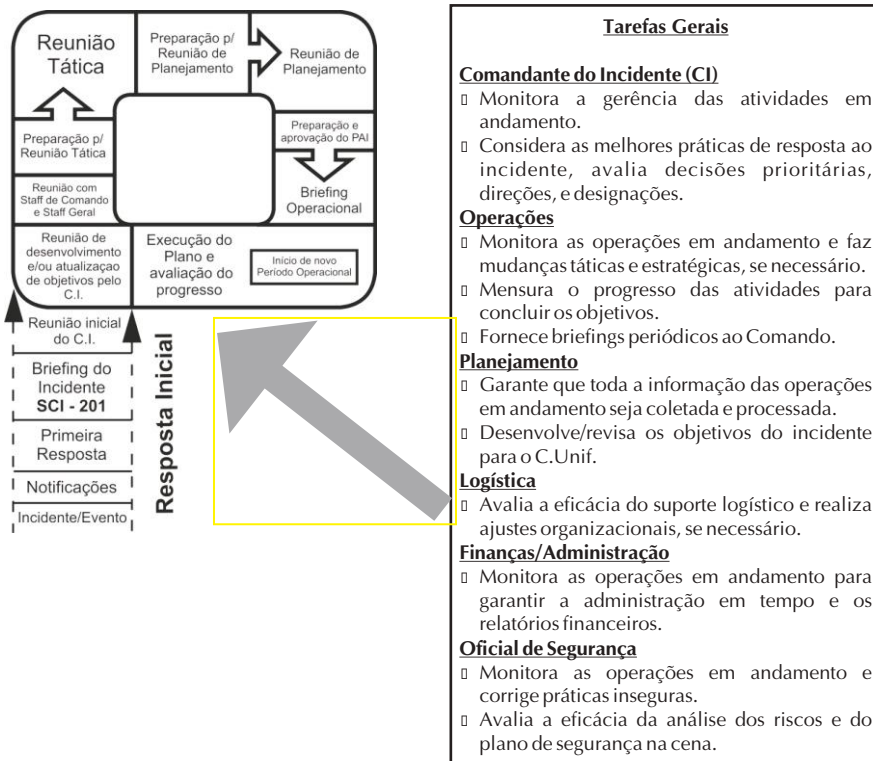 Reunião
Tática
Preparação p/
Reunião de
Planejamento
Reunião de
Planejamento
Preparação p/
Reunião Tática
Preparação e
aprovação do PAI
Reunião com
Staff de Comando
e Staff Geral
Briefing
Operacional
Reunião de
desenvolvimento
e/ou atualizaçao
de objetivos pelo
C.I.
Execução do
Plano e
avaliação do
progresso
Início de novo
Período Operacional
Reunião inicial
do C.I.
Briefing do
Incidente
SCI - 201
Primeira
Resposta
Notificações
Incidente/Evento
Resposta Inicial
Tarefas Gerais
Comandante do Incidente (CI)
Monitora a gerência das atividades em
andamento.
Considera as melhores práticas de resposta ao
incidente, avalia decisões prioritárias,
direções, e designações.
Operações
Monitora as operações em andamento e faz
mudanças táticas e estratégicas, se necessário.
Mensura o progresso das atividades para
concluir os objetivos.
Fornece briefings periódicos ao Comando.
Planejamento
Garante que toda a informação das operações
em andamento seja coletada e processada.
Desenvolve/revisa os objetivos do incidente
para o C.Unif.
Logística
Avalia a eficácia do suporte logístico e realiza
ajustes organizacionais, se necessário.
Finanças/Administração
Monitora as operações em andamento para
garantir a administração em tempo e os
relatórios financeiros.
Oficial de Segurança
Monitora as operações em andamento e
corrige práticas inseguras.
Avalia a eficácia da análise dos riscos e do
plano de segurança na cena.